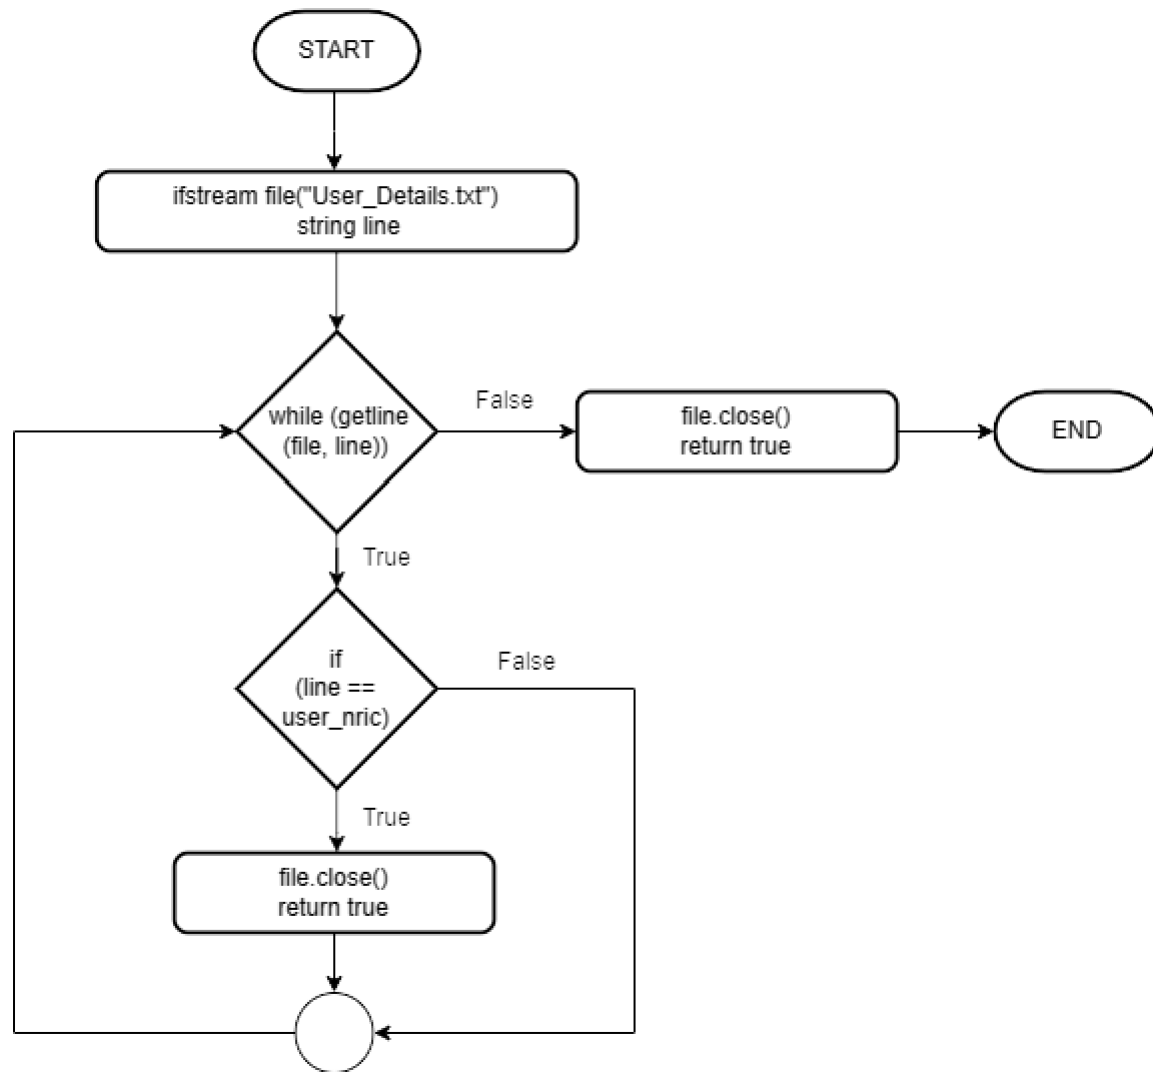 START
ifstream file("User_Details.txt")
string line
while (getline
(file, line))
False
file.close()
return true
END
True
if
(line ==
user_nric)
False
True
file.close()
return true